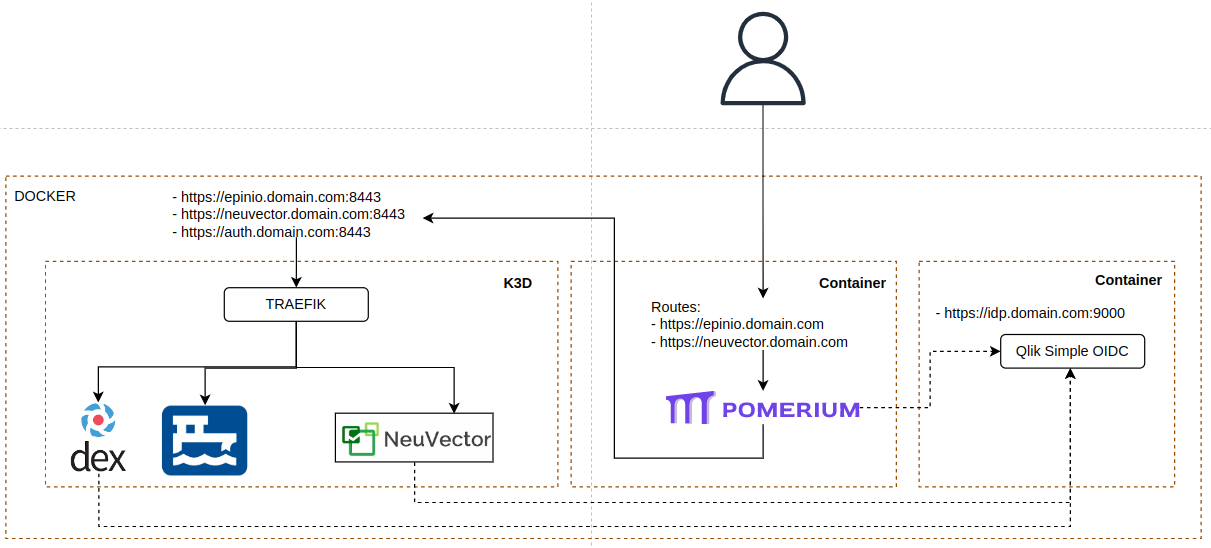 DOCKER
- https://epinio.domain.com:8443
- https://neuvector.domain.com:8443
- https://auth.domain.com:8443
K3D
TRAEFIK
dex
NeuVector
Container
Routes:
- https://epinio.domain.com
- https://neuvector.domain.com
POMERIUM
Container
- https://idp.domain.com:9000
Qlik Simple OIDC